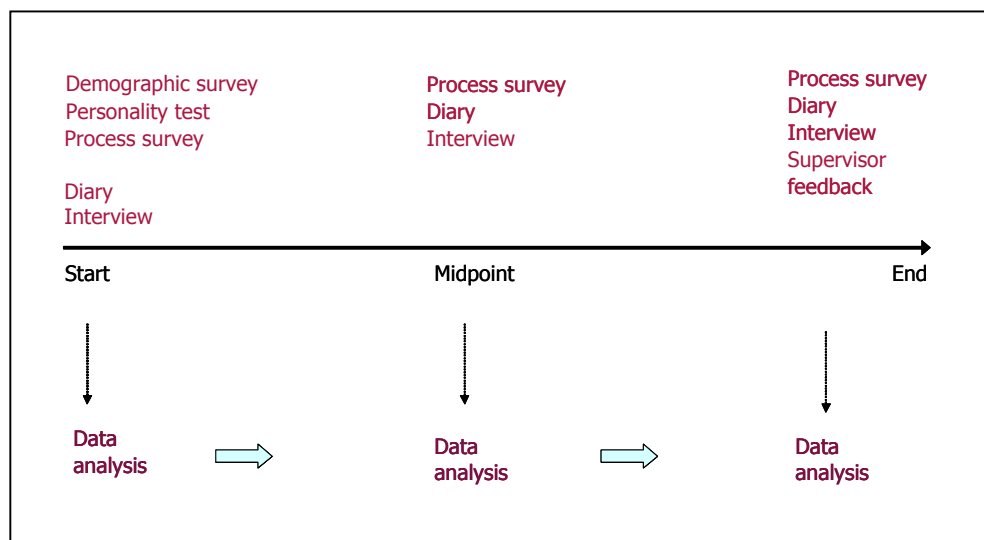 Demographic survey
Personality test
Process survey
Diary
Interview
Process survey
Diary
Interview
Process survey
Diary
Interview
Supervisor
feedback
Start
Midpoint
End
Data
analysis
Data
analysis
Data
analysis